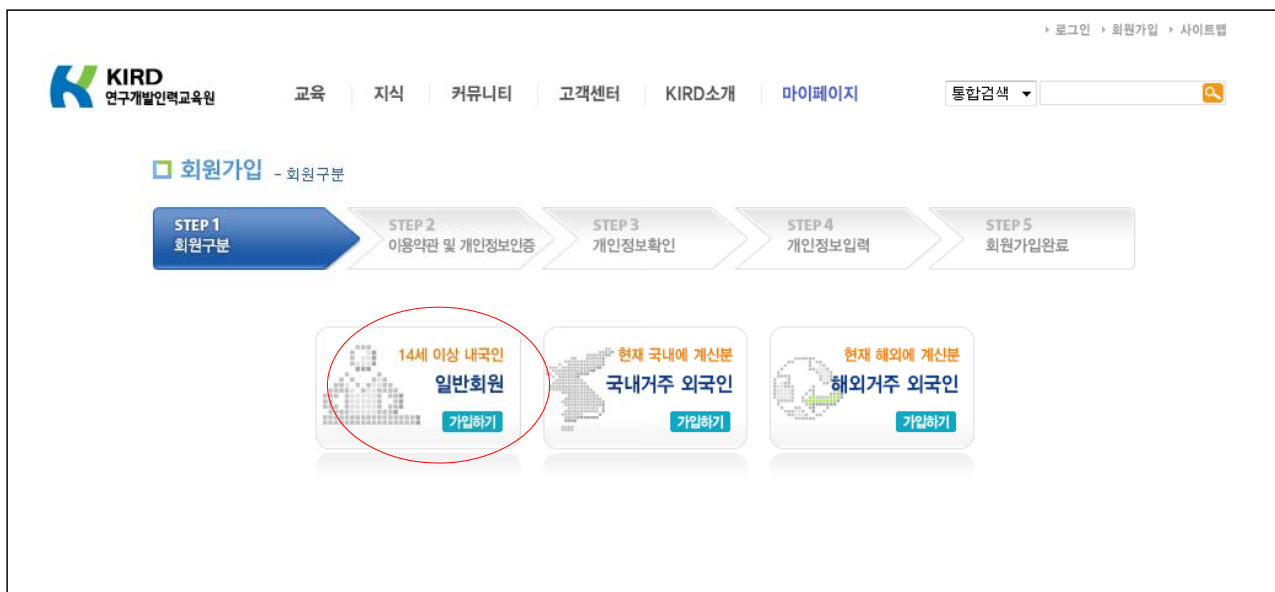 로그인 회원가입 사이트맵
KIRD
연구개발인력교육원
교육 지식 커뮤니티 고객센터 KIRD소개 마이페이지 통합검색
회원가입 - 회원구분
STEP 1
회원구분
STEP 2
이용약관 및 개인정보인증
STEP 3
개인정보확인
STEP 4
개인정보입력
STEP 5
회원가입완료
14세 이상 내국인
일반회원
가입하기
현재 국내에 계신분
국내거주 외국인
가입하기
현재 해외에 계신분
해외거주 외국인
가입하기